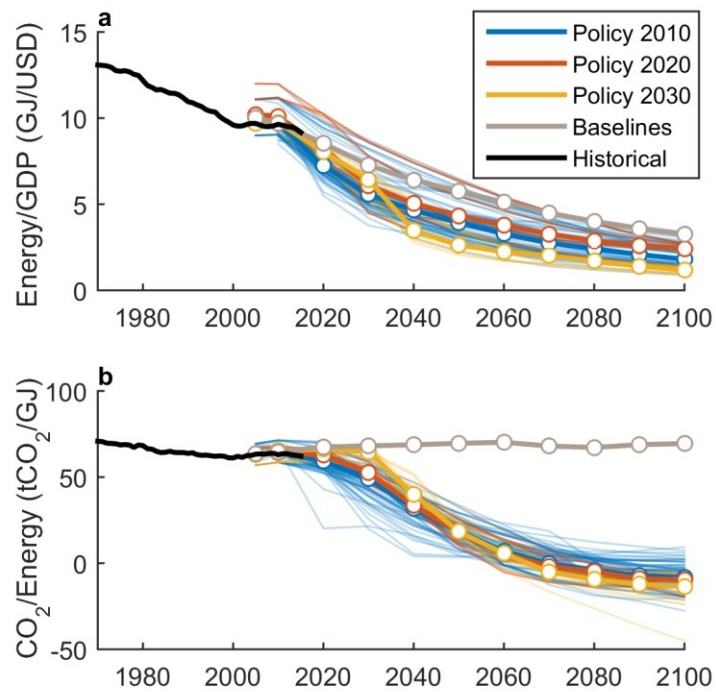 a
15
10
5
0
Energy/GDP (GJ/USD)
Policy 2010
Policy 2020
Policy 2030
Baselines
Historical
1980 2000 2020 2040 2060 2080 2100
b
100
50
0
-50
CO₂/Energy (tCO₂/GJ)
1980 2000 2020 2040 2060 2080 2100